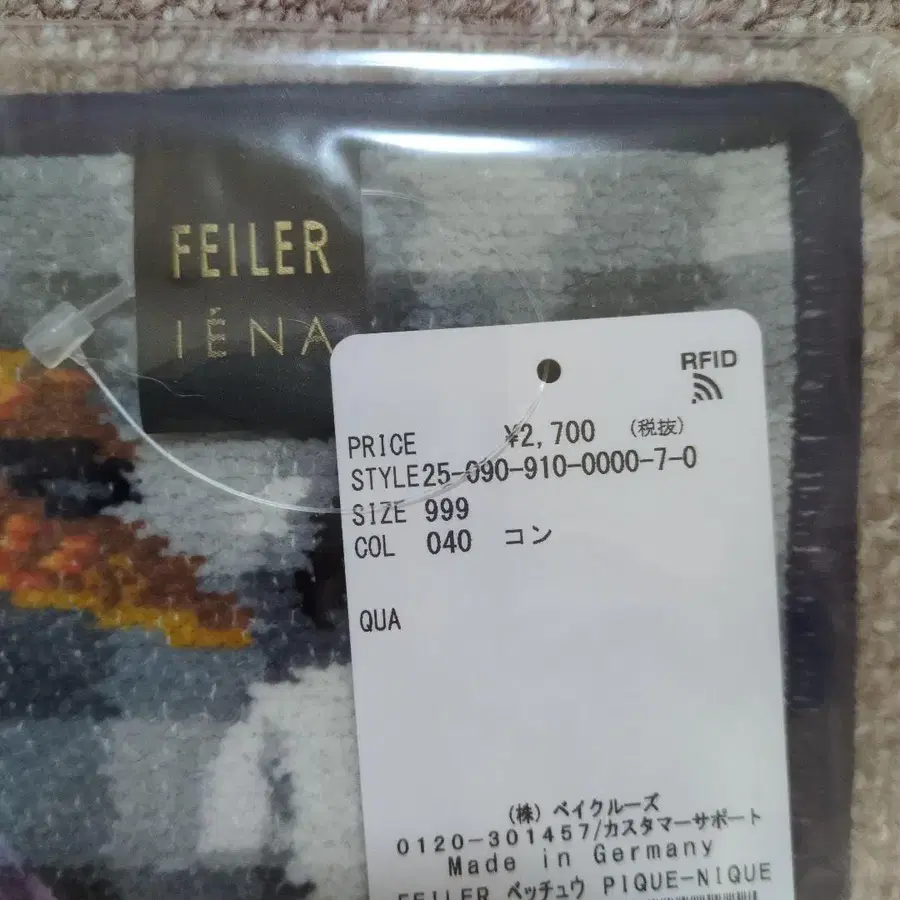 FEILER
IÉNA
RFID
PRICE ¥2,700 (税抜)
STYLE25-090-910-0000-7-0
SIZE 999
COL 040 コン
QUA
(株) ベイクルーズ
0120-301457/カスタマーサポート
Made in Germany
FEILER ベッチュウ PIQUE-NIQUE